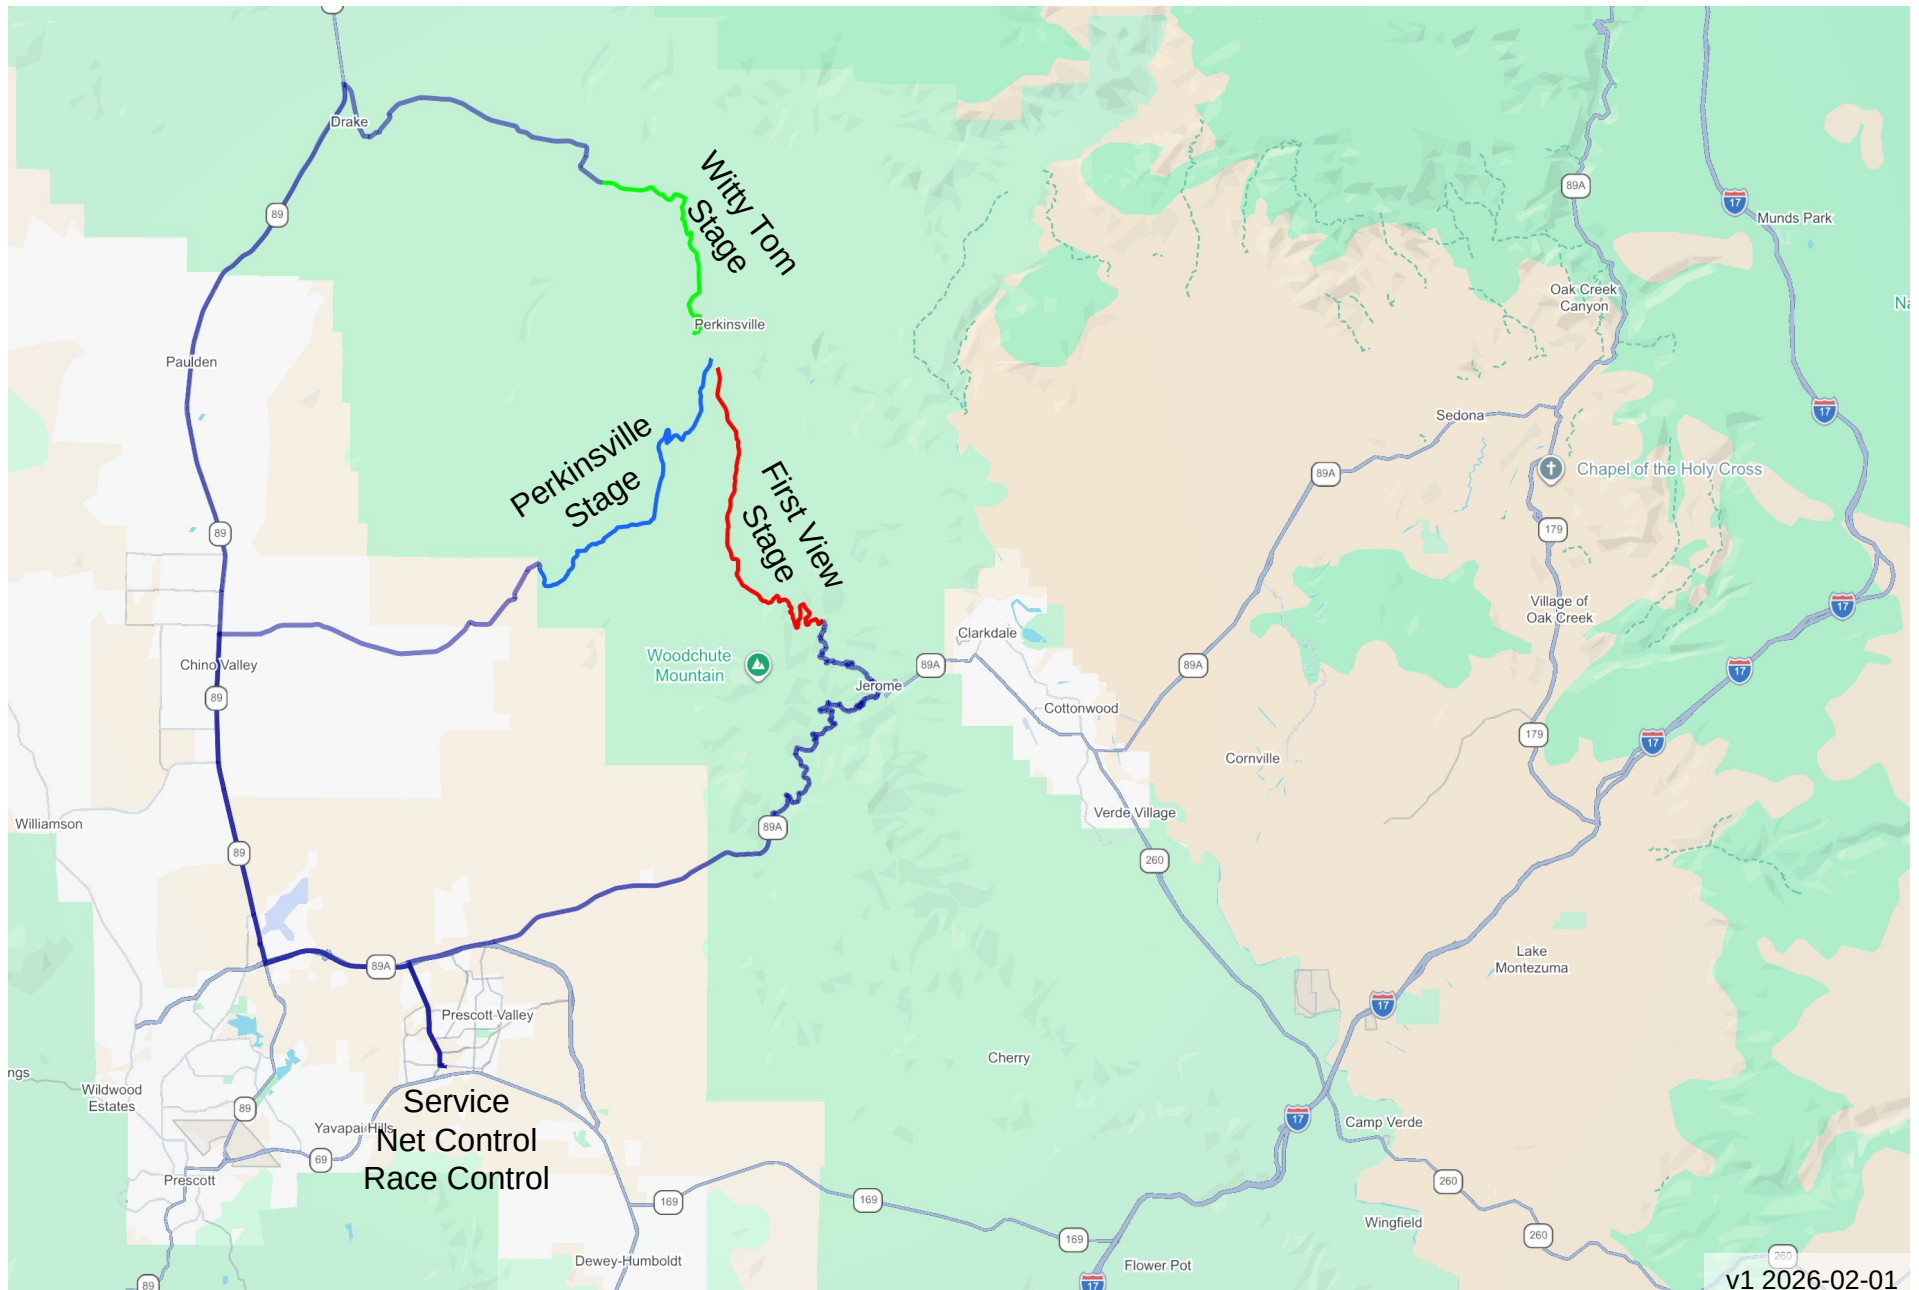 Drake
89
Witty Tom
Stage
89A
17
Munds Park
Oak Creek
Canyon
Na
Perkinsville
Paulden
17
Sedona
Perkinsville
Stage
First View
Stage
89A
Chapel of the Holy Cross
89
179
17
Village of
Oak Creek
Clarkdale
Chino Valley
Woodchute
Mountain
89A
89A
17
Jerome
89
Cottonwood
179
17
Cornville
Williamson
Verde Village
89A
89
260
Lake
Montezuma
89A
17
Prescott Valley
Cherry
ngs
Wildwood
Estates
Service
Net Control
Race Control
89
Yavapai Hills
17
Camp Verde
69
Prescott
169
169
260
Wingfield
169
260
Dewey-Humboldt
Flower Pot
260
89
17
v1 2026-02-01